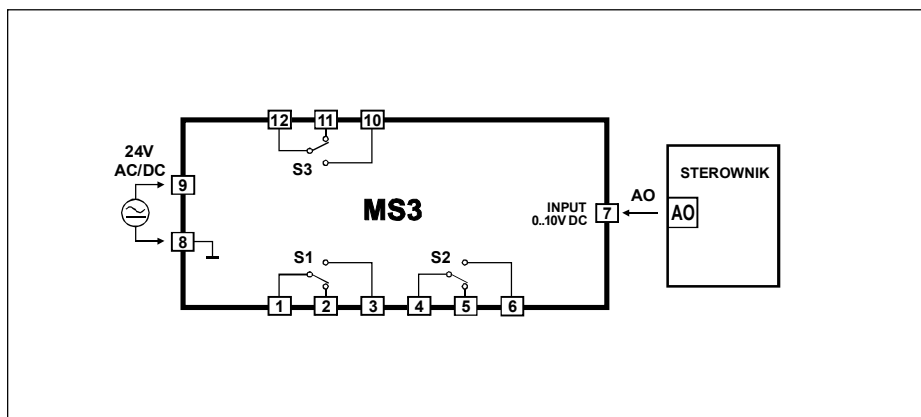 12 11 10
S3
24V
AC/DC
9
8
MS3
INPUT
0..10V DC
7
AO
STEROWNIK
AO
S1
S2
1 2 3 4 5 6